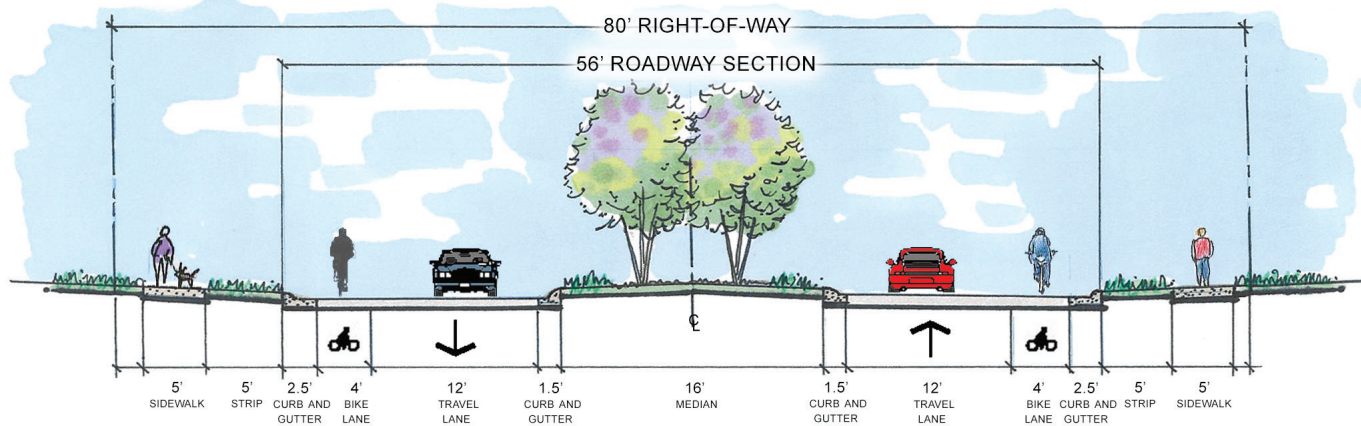 80' RIGHT-OF-WAY
56' ROADWAY SECTION
℄
5' 5' 2.5' 4' 12' 1.5' 16' 1.5' 12' 4' 2.5' 5' 5'
SIDEWALK STRIP CURB AND BIKE TRAVEL CURB AND MEDIAN CURB AND TRAVEL BIKE CURB AND STRIP SIDEWALK
GUTTER LANE LANE GUTTER GUTTER LANE LANE GUTTER